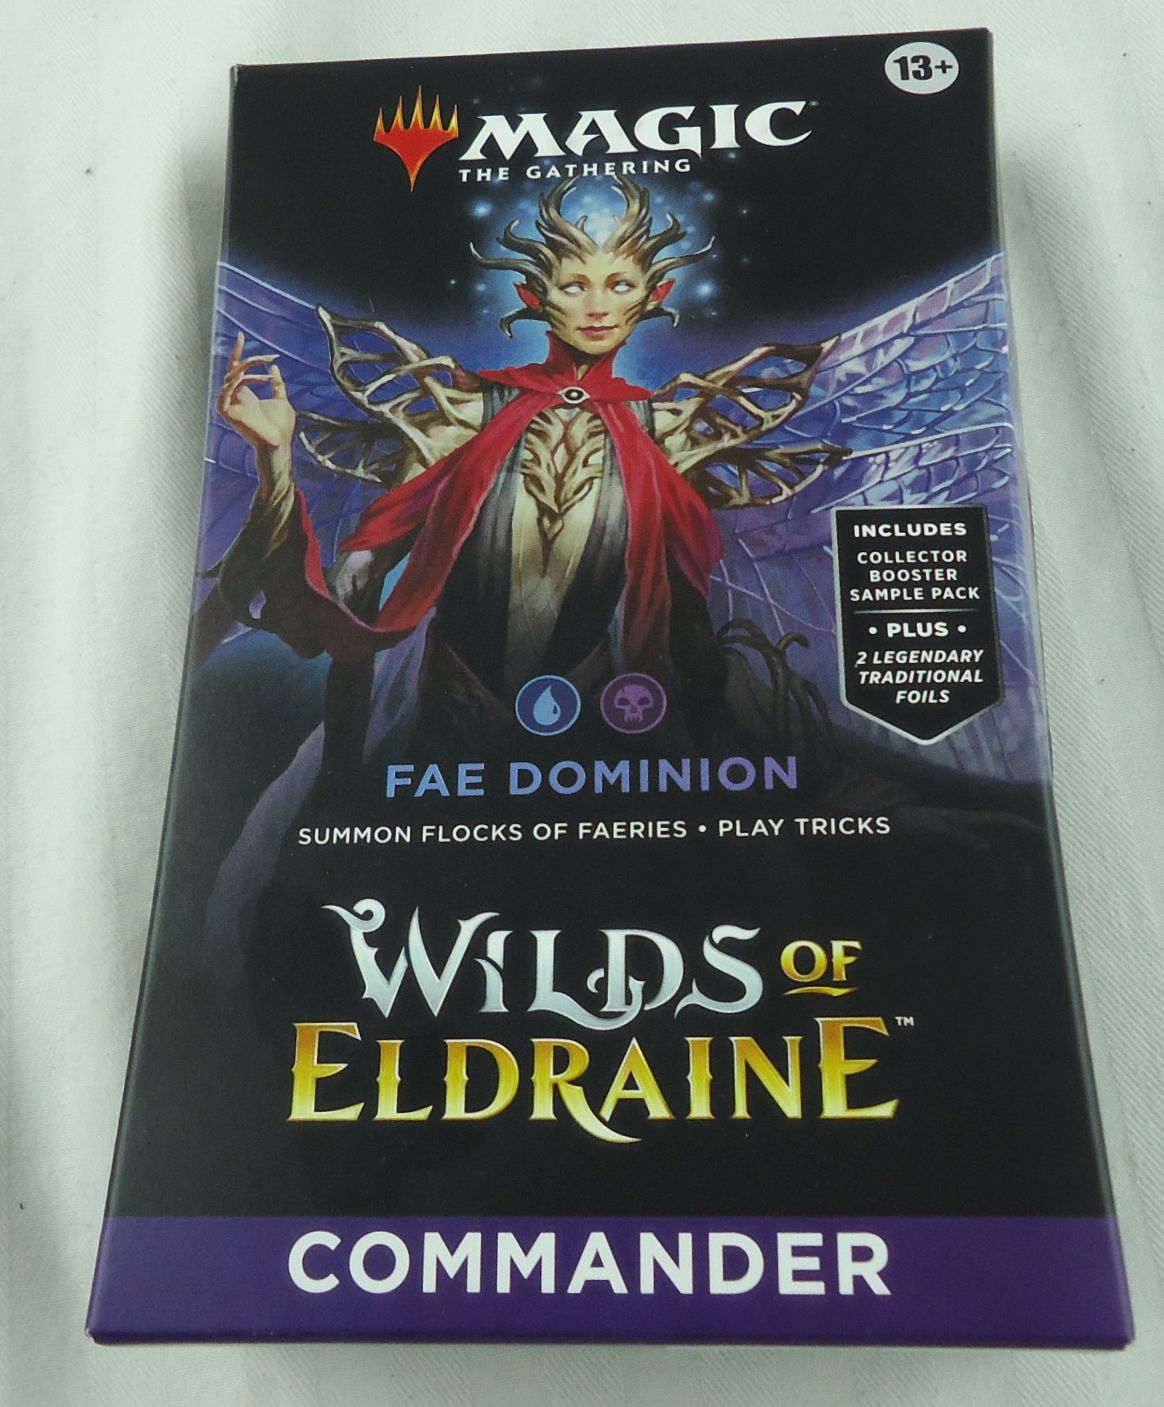 13+
MAGIC
THE GATHERING
INCLUDES
COLLECTOR
BOOSTER
SAMPLE PACK
• PLUS •
2 LEGENDARY
TRADITIONAL
FOILS
FAE DOMINION
SUMMON FLOCKS OF FAERIES • PLAY TRICKS
WILDS OF
ELDRAINE™
COMMANDER